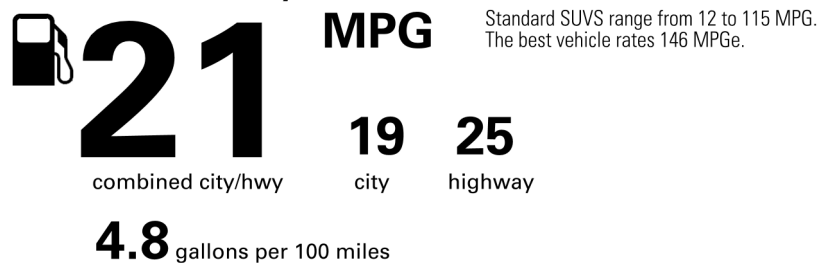 21 MPG
Standard SUVS range from 12 to 115 MPG.
The best vehicle rates 146 MPGe.
19 25
combined city/hwy city highway
4.8 gallons per 100 miles